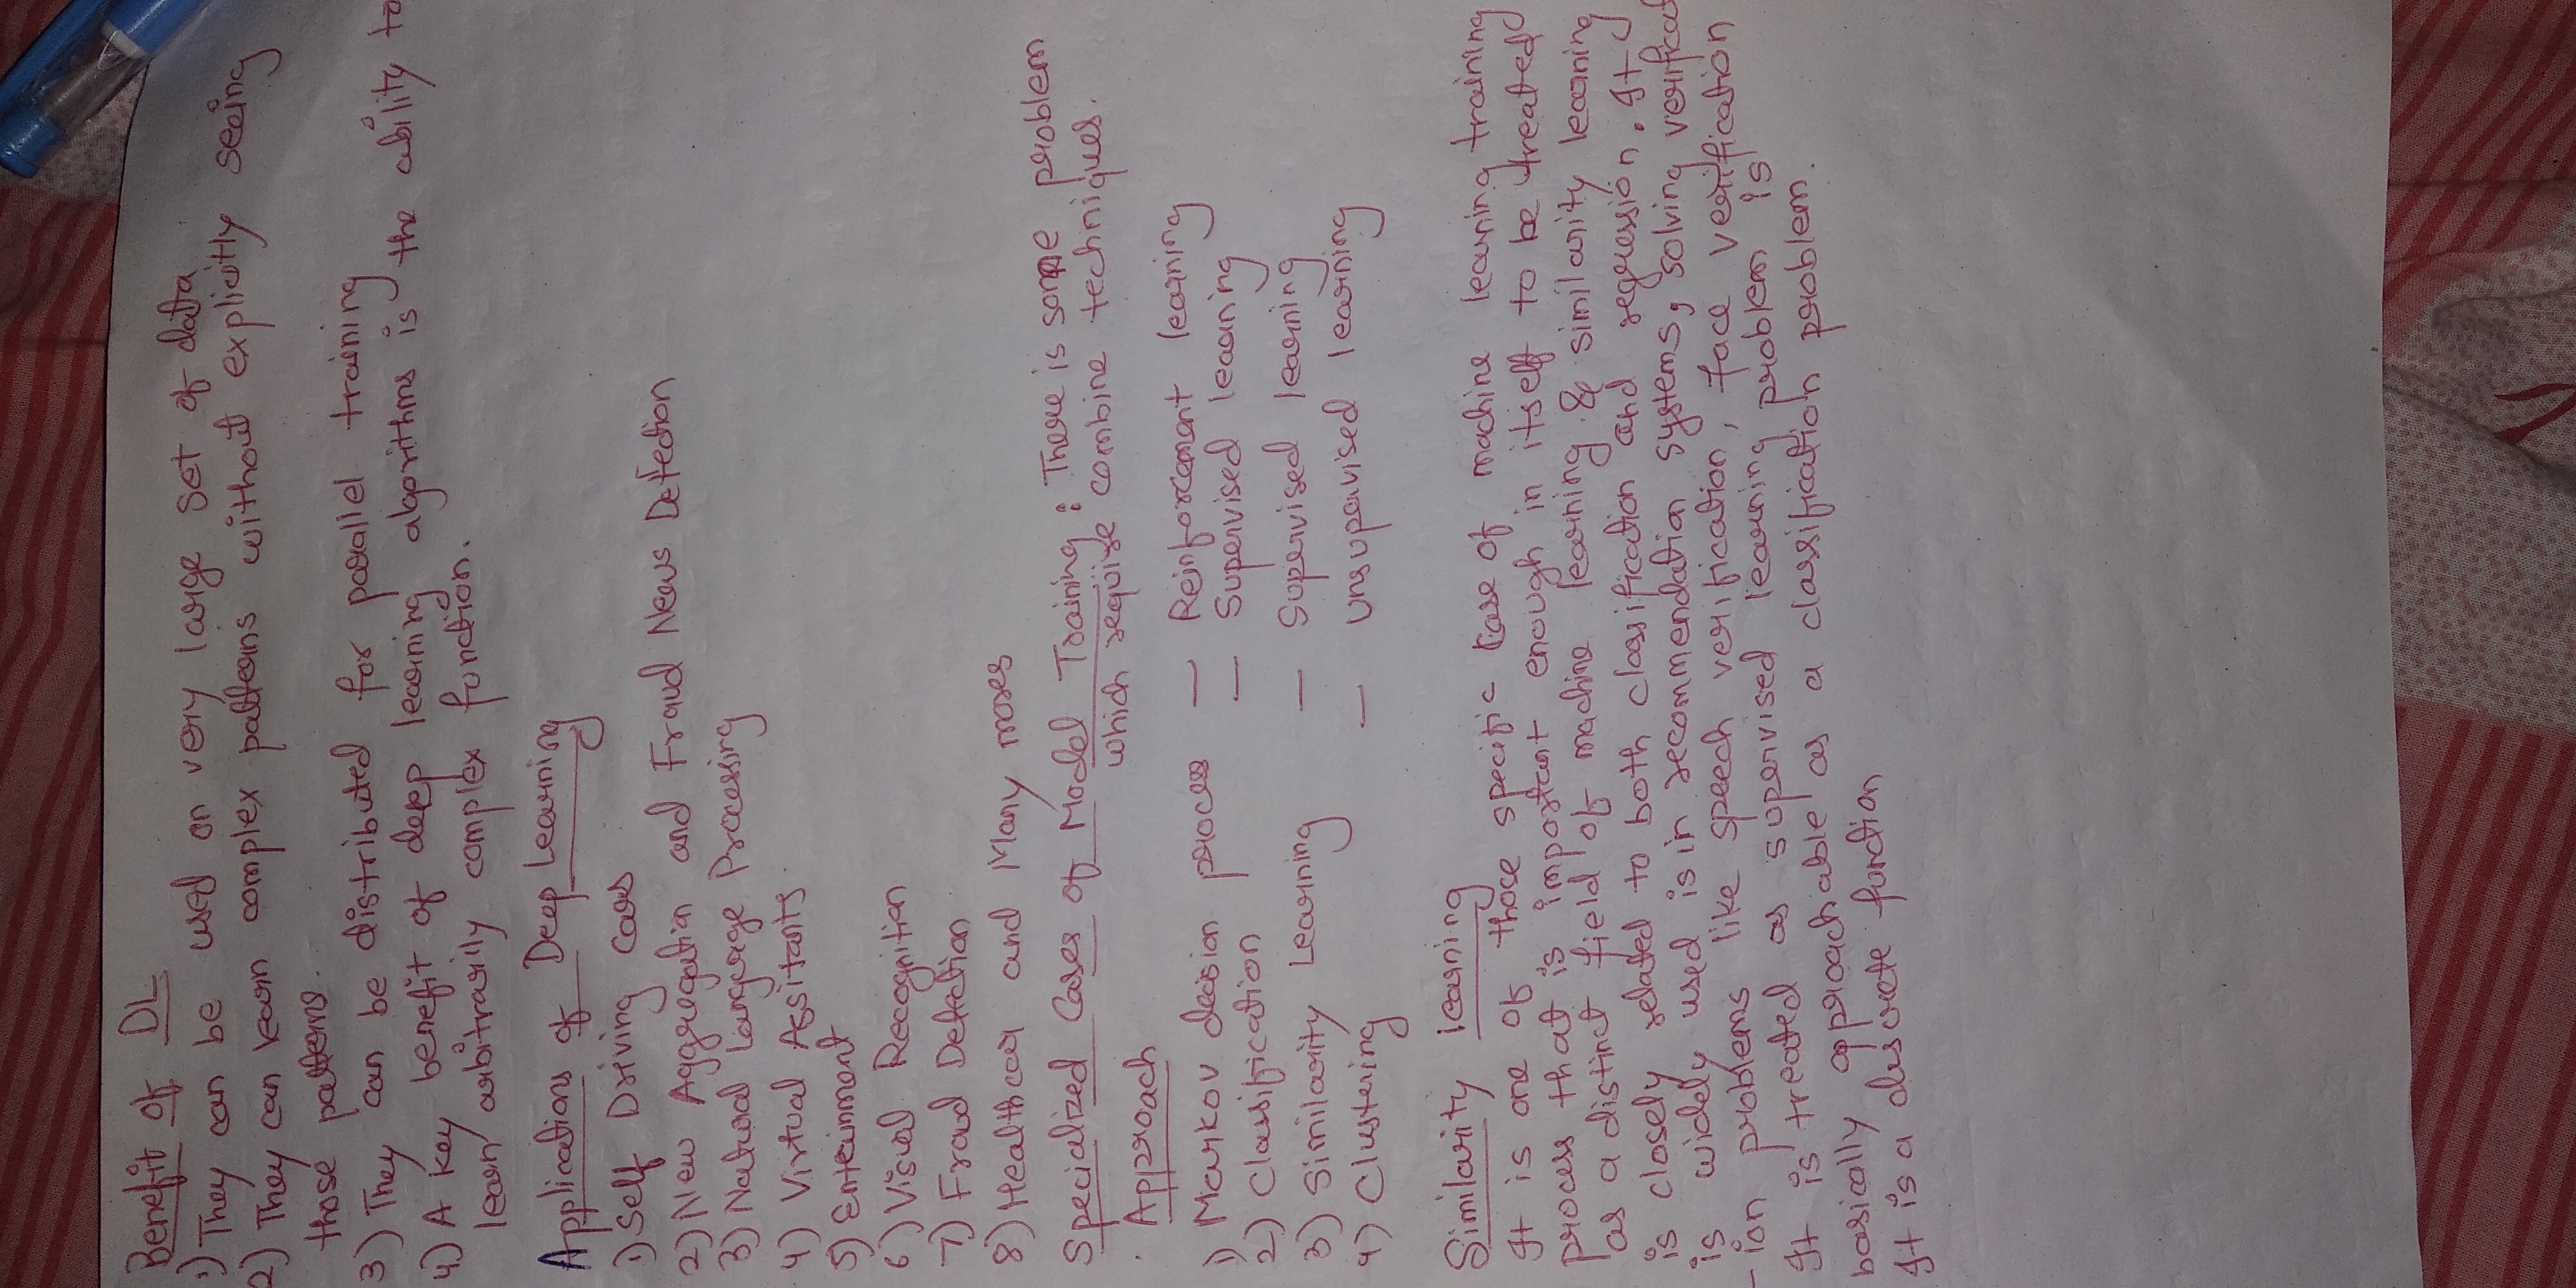 Benefit of DL
1) They can be used on very large set of data
2) They can learn complex patterns without explicitly seeing
those patterns.
3) They can be distributed for parallel training
4) A key benefit of deep learning algorithms is the ability to
learn arbitrarily complex function.
Applications of Deep Learning
1) Self Driving Cars
2) New Aggregation and Fraud News Detection
3) Natural Language Processing
4) Virtual Assitants.
5) Enteinment
6) Visual Recognition
7) Fraud Detection
8) Healthcar and Many mores
Specialized Cases of Model Training: There is some problem
which require combine techniques.
Approach
1) Markov decision process — Reinforcement learning
2) Classification — Supervised learning
3) Similarity Learning — Supervised learning
4) Clustering — unsupervised learning
Similarity learning
It is one of those specific case of machine learning training
process that is important enough in itself to be treated
as a distinct field of machine learning & similarity learning
is closely related to both classification and regression. It
is widely used is in recommendation systems, solving verificat
-ion problems like speech verification, face verification
It is treated as supervised learning problem is
basically approachable as a classification problem.
It is a discrete function